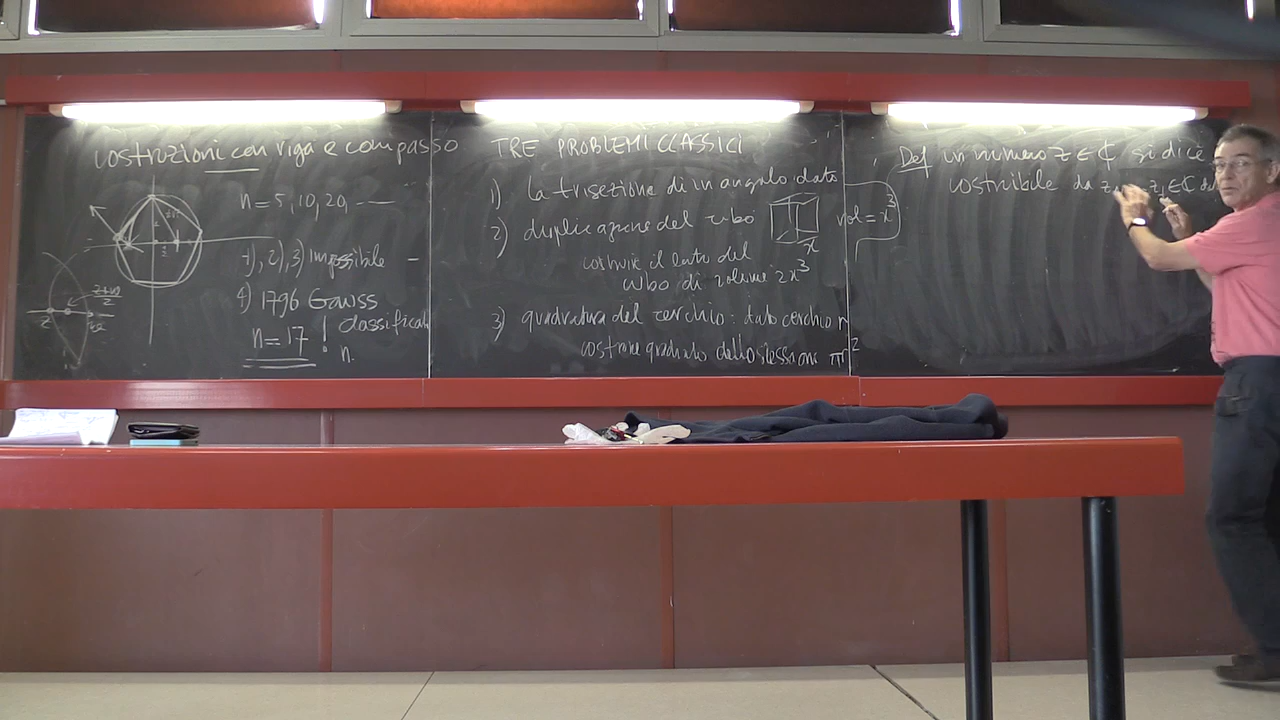 costruzioni con riga e compasso
n=5,10,20,
1), 2), 3) impossibile
4) 1796 Gauss
n=17 ! classificati
n.
z
z+w
2
TRE PROBLEMI CLASSICI
1). la trisezione di un angolo dato
2) duplicazione del cubo vol = x³
x
costruire il lato del
cubo di volume 2x³
3) quadratura del cerchio: dato cerchio r
costruire quadrato della stessa area πr²
Def un numero z ∈ ℂ si dice
costruibile da z₁